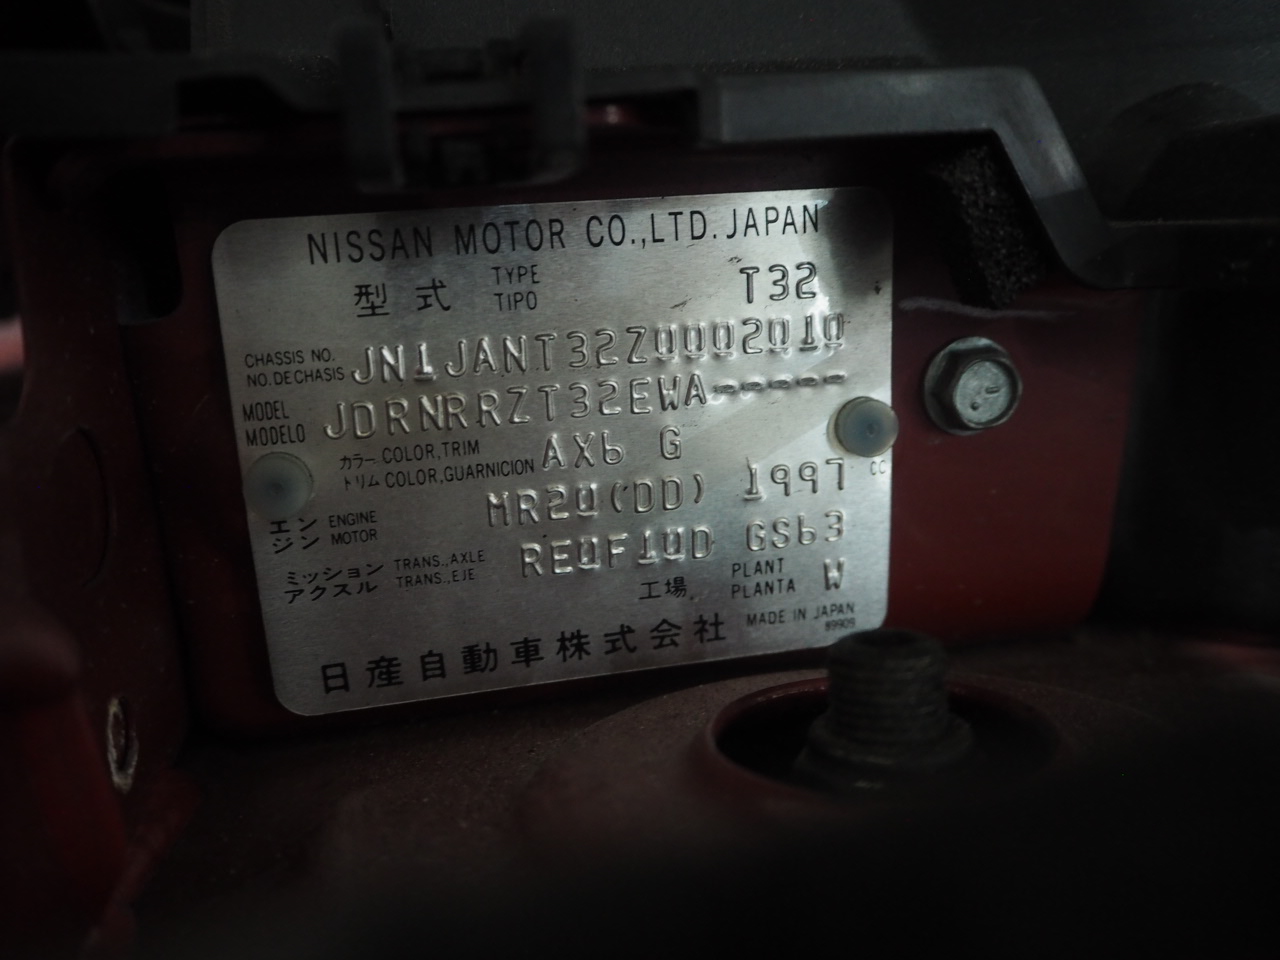 NISSAN MOTOR CO.,LTD. JAPAN
型式 TYPE TIPO T32
CHASSIS NO. NO. DE CHASIS JN1JANT32Z0002010
MODEL MODELO JDRNRRZT32EWA-----
カラー COLOR,TRIM トリム COLOR,GUARNICION AX6 G
エンジン ENGINE MOTOR MR20(DD) 1997 CC
ミッション アクスル TRANS.,AXLE TRANS.,EJE RE0F10D GS63
工場 PLANT PLANTA W
MADE IN JAPAN
89909
日産自動車株式会社